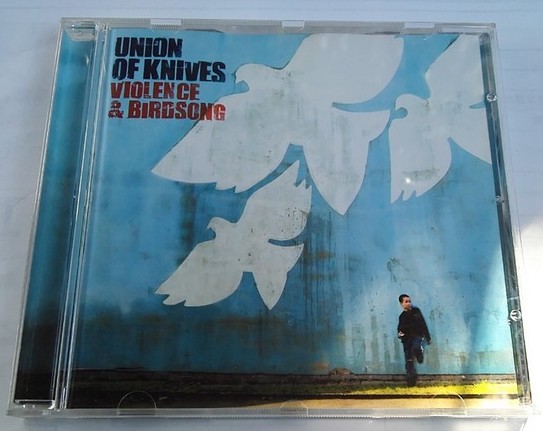 UNION
OF KNIVES
VIOLENCE
& BIRDSONG